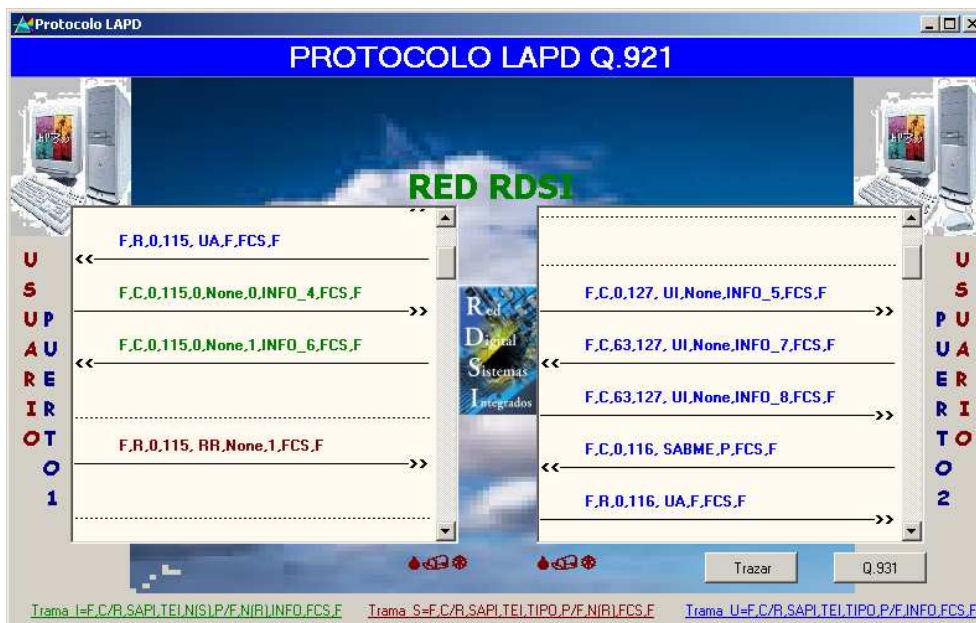 Protocolo LAPD
PROTOCOLO LAPD Q.921
RED RDSI
USUARIO
PUERTO 1
F,R,0,115, UA,F,FCS,F
<<
F,C,0,115,0,None,0,INFO_4,FCS,F
>>
F,C,0,115,0,None,1,INFO_6,FCS,F
<<
F,R,0,115, RR,None,1,FCS,F
>>
Red
Digital
Sistemas
Integrados
F,C,0,127, UI,None,INFO_5,FCS,F
>>
F,C,63,127, UI,None,INFO_7,FCS,F
<<
F,C,63,127, UI,None,INFO_8,FCS,F
>>
F,C,0,116, SABME,P,FCS,F
<<
F,R,0,116, UA,F,FCS,F
>>
PUERTO 2
USUARIO
Trazar
Q.931
Trama I=F,C/R,SAPI,TEI,N(S),P/F,N(R),INFO,FCS,F
Trama S=F,C/R,SAPI,TEI,TIPO,P/F,N(R),FCS,F
Trama U=F,C/R,SAPI,TEI,TIPO,P/F,INFO,FCS,F